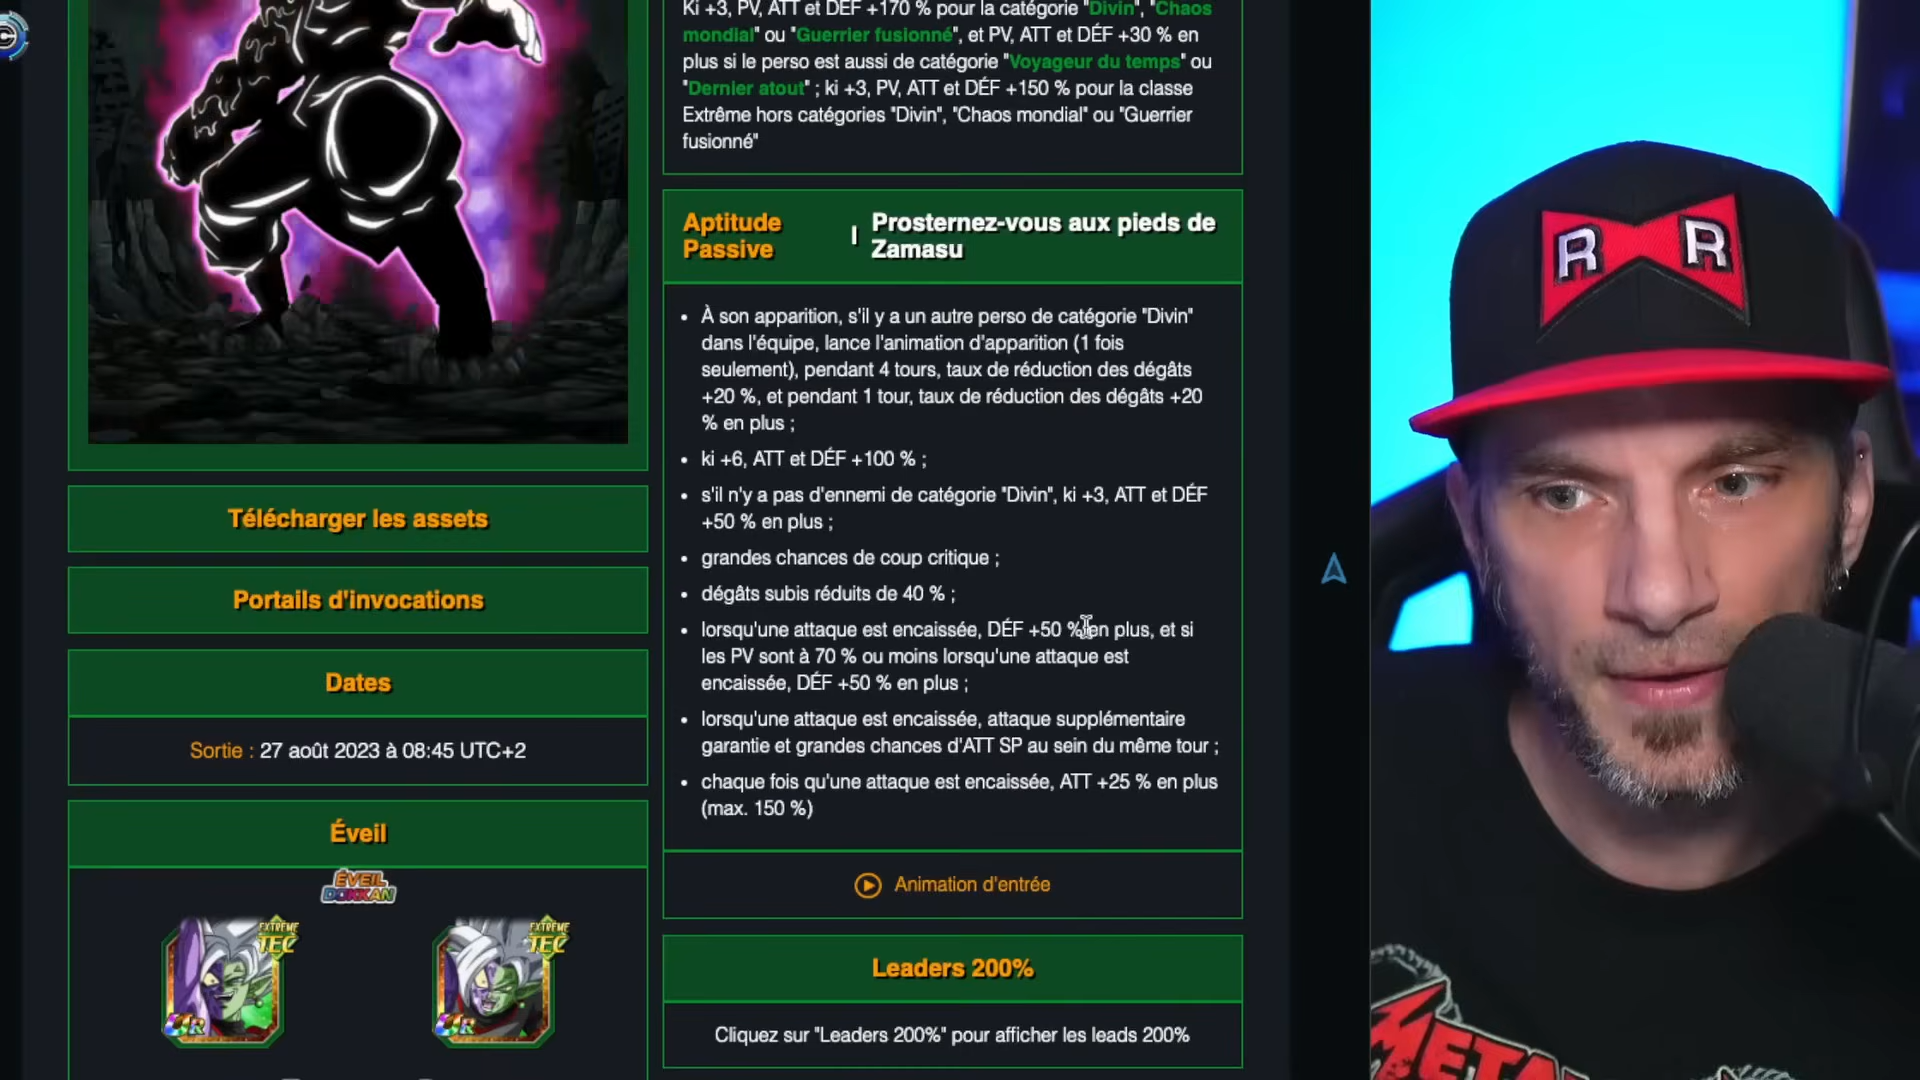 Ki +3, PV, ATT et DÉF +170 % pour la catégorie "Divin", "Chaos
mondial" ou "Guerrier fusionné", et PV, ATT et DÉF +30 % en
plus si le perso est aussi de catégorie "Voyageur du temps" ou
"Dernier atout" ; ki +3, PV, ATT et DÉF +150 % pour la classe
Extrême hors catégories "Divin", "Chaos mondial" ou "Guerrier
fusionné"
Aptitude
Passive
|
Prosternez-vous aux pieds de
Zamasu
À son apparition, s'il y a un autre perso de catégorie "Divin"
dans l'équipe, lance l'animation d'apparition (1 fois
seulement), pendant 4 tours, taux de réduction des dégâts
+20 %, et pendant 1 tour, taux de réduction des dégâts +20
% en plus ;
ki +6, ATT et DÉF +100 % ;
s'il n'y a pas d'ennemi de catégorie "Divin", ki +3, ATT et DÉF
+50 % en plus ;
grandes chances de coup critique ;
dégâts subis réduits de 40 % ;
lorsqu'une attaque est encaissée, DÉF +50 % en plus, et si
les PV sont à 70 % ou moins lorsqu'une attaque est
encaissée, DÉF +50 % en plus ;
lorsqu'une attaque est encaissée, attaque supplémentaire
garantie et grandes chances d'ATT SP au sein du même tour ;
chaque fois qu'une attaque est encaissée, ATT +25 % en plus
(max. 150 %)
Animation d'entrée
Leaders 200%
Cliquez sur "Leaders 200%" pour afficher les leads 200%
Télécharger les assets
Portails d'invocations
Dates
Sortie : 27 août 2023 à 08:45 UTC+2
Éveil
ÉVEIL
DOKKAN
EXTRÊME
TEC
UR
EXTRÊME
TEC
UR
R R
METAL